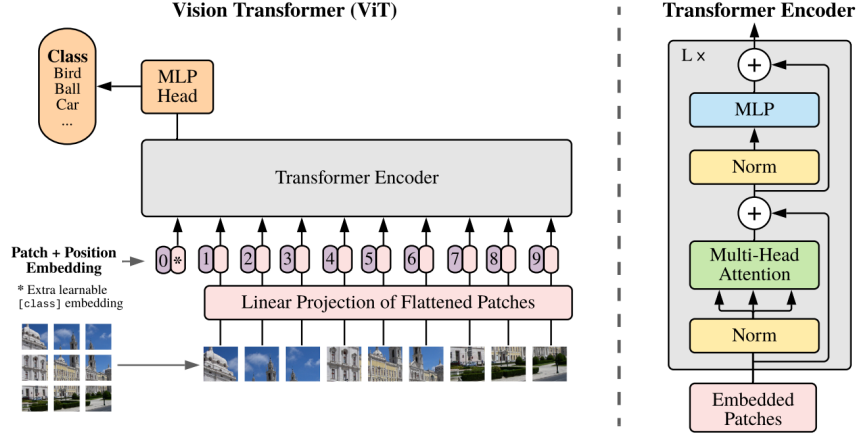 Vision Transformer (ViT)
Class
Bird
Ball
Car
...
MLP
Head
Transformer Encoder
Patch + Position
Embedding
0 * 1 2 3 4 5 6 7 8 9
* Extra learnable
[class] embedding
Linear Projection of Flattened Patches
Transformer Encoder
L x
+
MLP
Norm
+
Multi-Head
Attention
Norm
Embedded
Patches